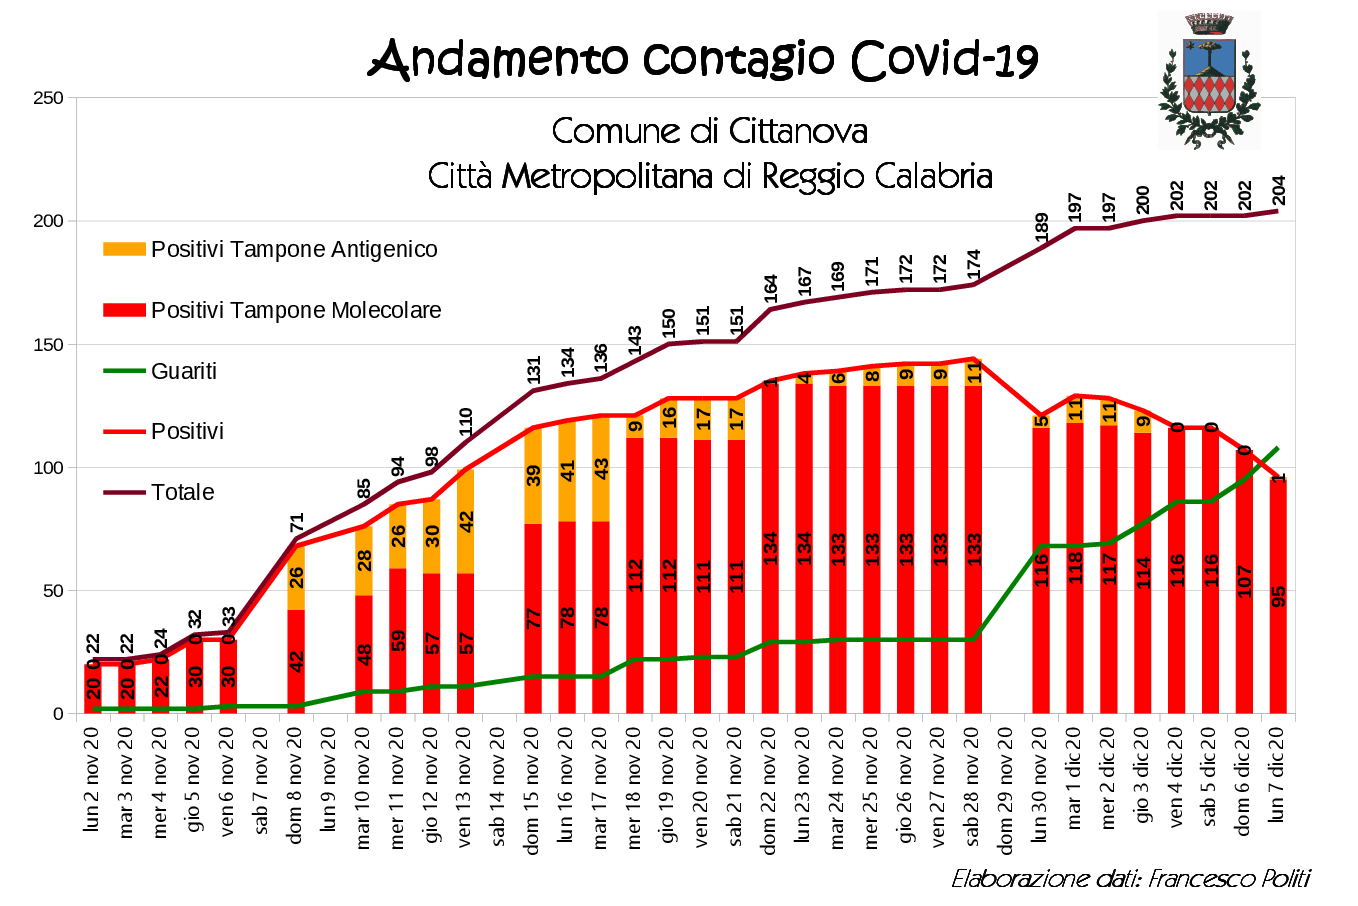 Andamento contagio Covid-19
Comune di Cittanova
Città Metropolitana di Reggio Calabria
250
200
150
100
50
0
Positivi Tampone Antigenico
Positivi Tampone Molecolare
Guariti
Positivi
Totale
22 22 24 32 33 71 85 94 98 110 131 134 136 143 150 151 151 164 167 169 171 172 172 174 189 197 197 200 202 202 202 204
0 0 0 0 0 26 28 26 30 42 39 41 43 9 16 17 17 1 4 6 8 9 9 11 5 11 11 9 0 0 0 1
20 20 22 30 30 42 48 59 57 57 77 78 78 112 112 111 111 134 134 133 133 133 133 133 116 118 117 114 116 116 107 95
lun 2 nov 20
mar 3 nov 20
mer 4 nov 20
gio 5 nov 20
ven 6 nov 20
sab 7 nov 20
dom 8 nov 20
lun 9 nov 20
mar 10 nov 20
mer 11 nov 20
gio 12 nov 20
ven 13 nov 20
sab 14 nov 20
dom 15 nov 20
lun 16 nov 20
mar 17 nov 20
mer 18 nov 20
gio 19 nov 20
ven 20 nov 20
sab 21 nov 20
dom 22 nov 20
lun 23 nov 20
mar 24 nov 20
mer 25 nov 20
gio 26 nov 20
ven 27 nov 20
sab 28 nov 20
dom 29 nov 20
lun 30 nov 20
mar 1 dic 20
mer 2 dic 20
gio 3 dic 20
ven 4 dic 20
sab 5 dic 20
dom 6 dic 20
lun 7 dic 20
Elaborazione dati: Francesco Politi